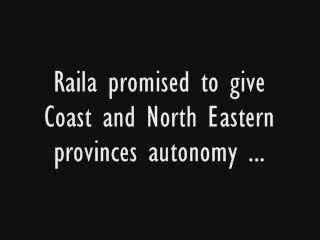 Raila promised to give
Coast and North Eastern
provinces autonomy ...